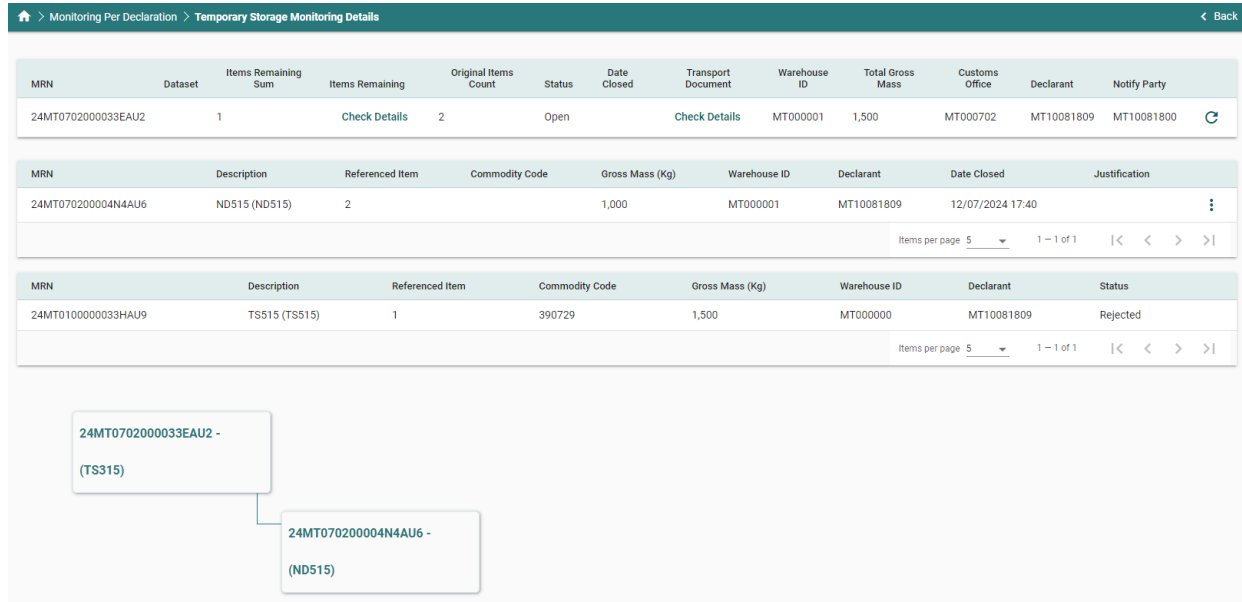 Monitoring Per Declaration > Temporary Storage Monitoring Details < Back
MRN Dataset Items Remaining Sum Items Remaining Original Items Count Status Date Closed Transport Document Warehouse ID Total Gross Mass Customs Office Declarant Notify Party
24MT0702000033EAU2 1 Check Details 2 Open Check Details MT000001 1,500 MT000702 MT10081809 MT10081800
MRN Description Referenced Item Commodity Code Gross Mass (Kg) Warehouse ID Declarant Date Closed Justification
24MT070200004N4AU6 ND515 (ND515) 2 1,000 MT000001 MT10081809 12/07/2024 17:40
Items per page 5 1 – 1 of 1
MRN Description Referenced Item Commodity Code Gross Mass (Kg) Warehouse ID Declarant Status
24MT0100000033HAU9 TS515 (TS515) 1 390729 1,500 MT000000 MT10081809 Rejected
Items per page 5 1 – 1 of 1
24MT0702000033EAU2 -
(TS315)
24MT070200004N4AU6 -
(ND515)